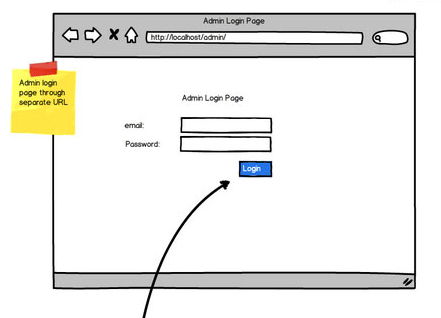 Admin Login Page
http://localhost/admin/
Admin login
page through
separate URL
Admin Login Page
email:
Password:
Login